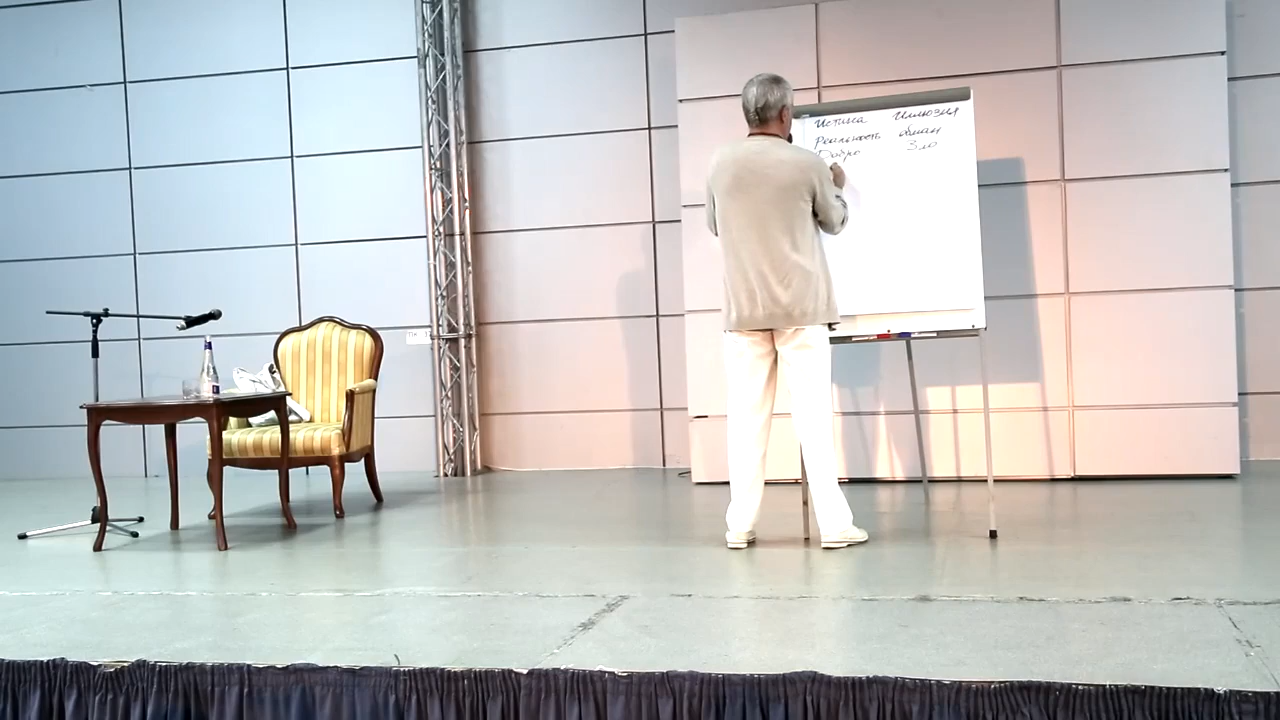 Истина Иллюзия
Реальность обман
Добро Зло